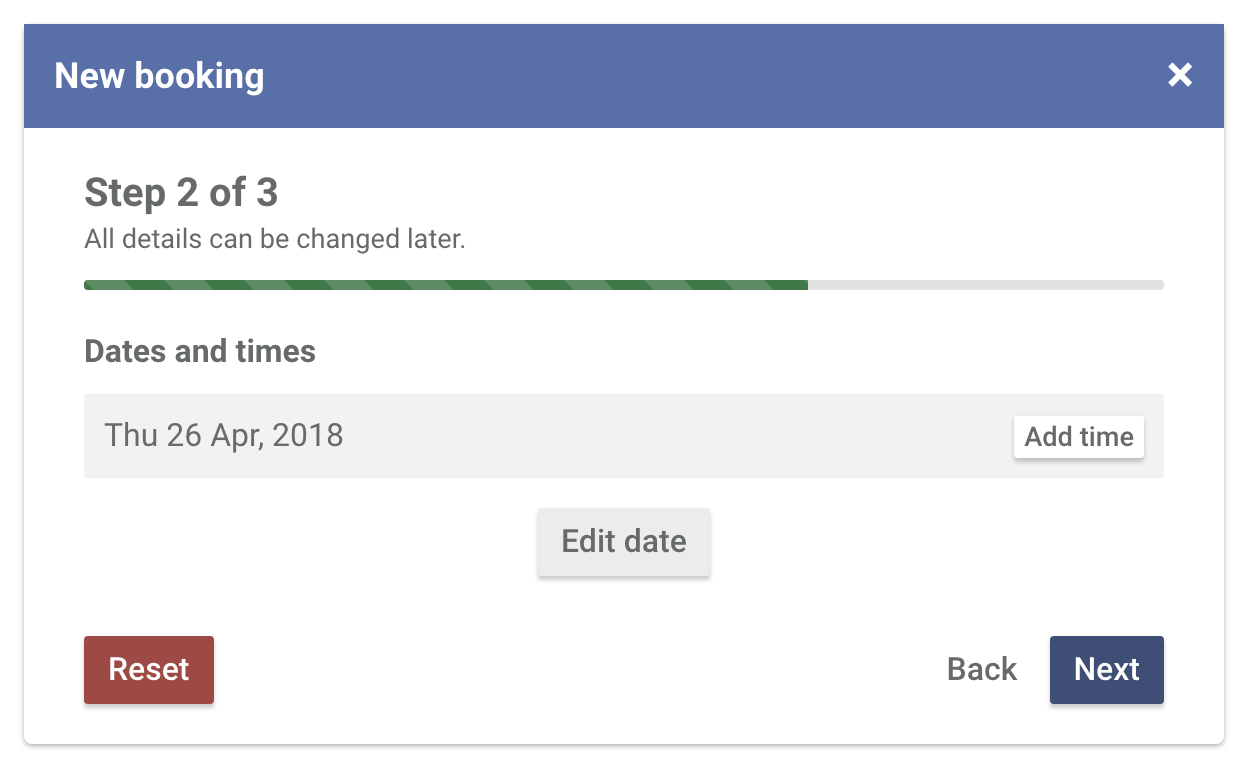 New booking
Step 2 of 3
All details can be changed later.
Dates and times
Thu 26 Apr, 2018
Add time
Edit date
Reset
Back
Next